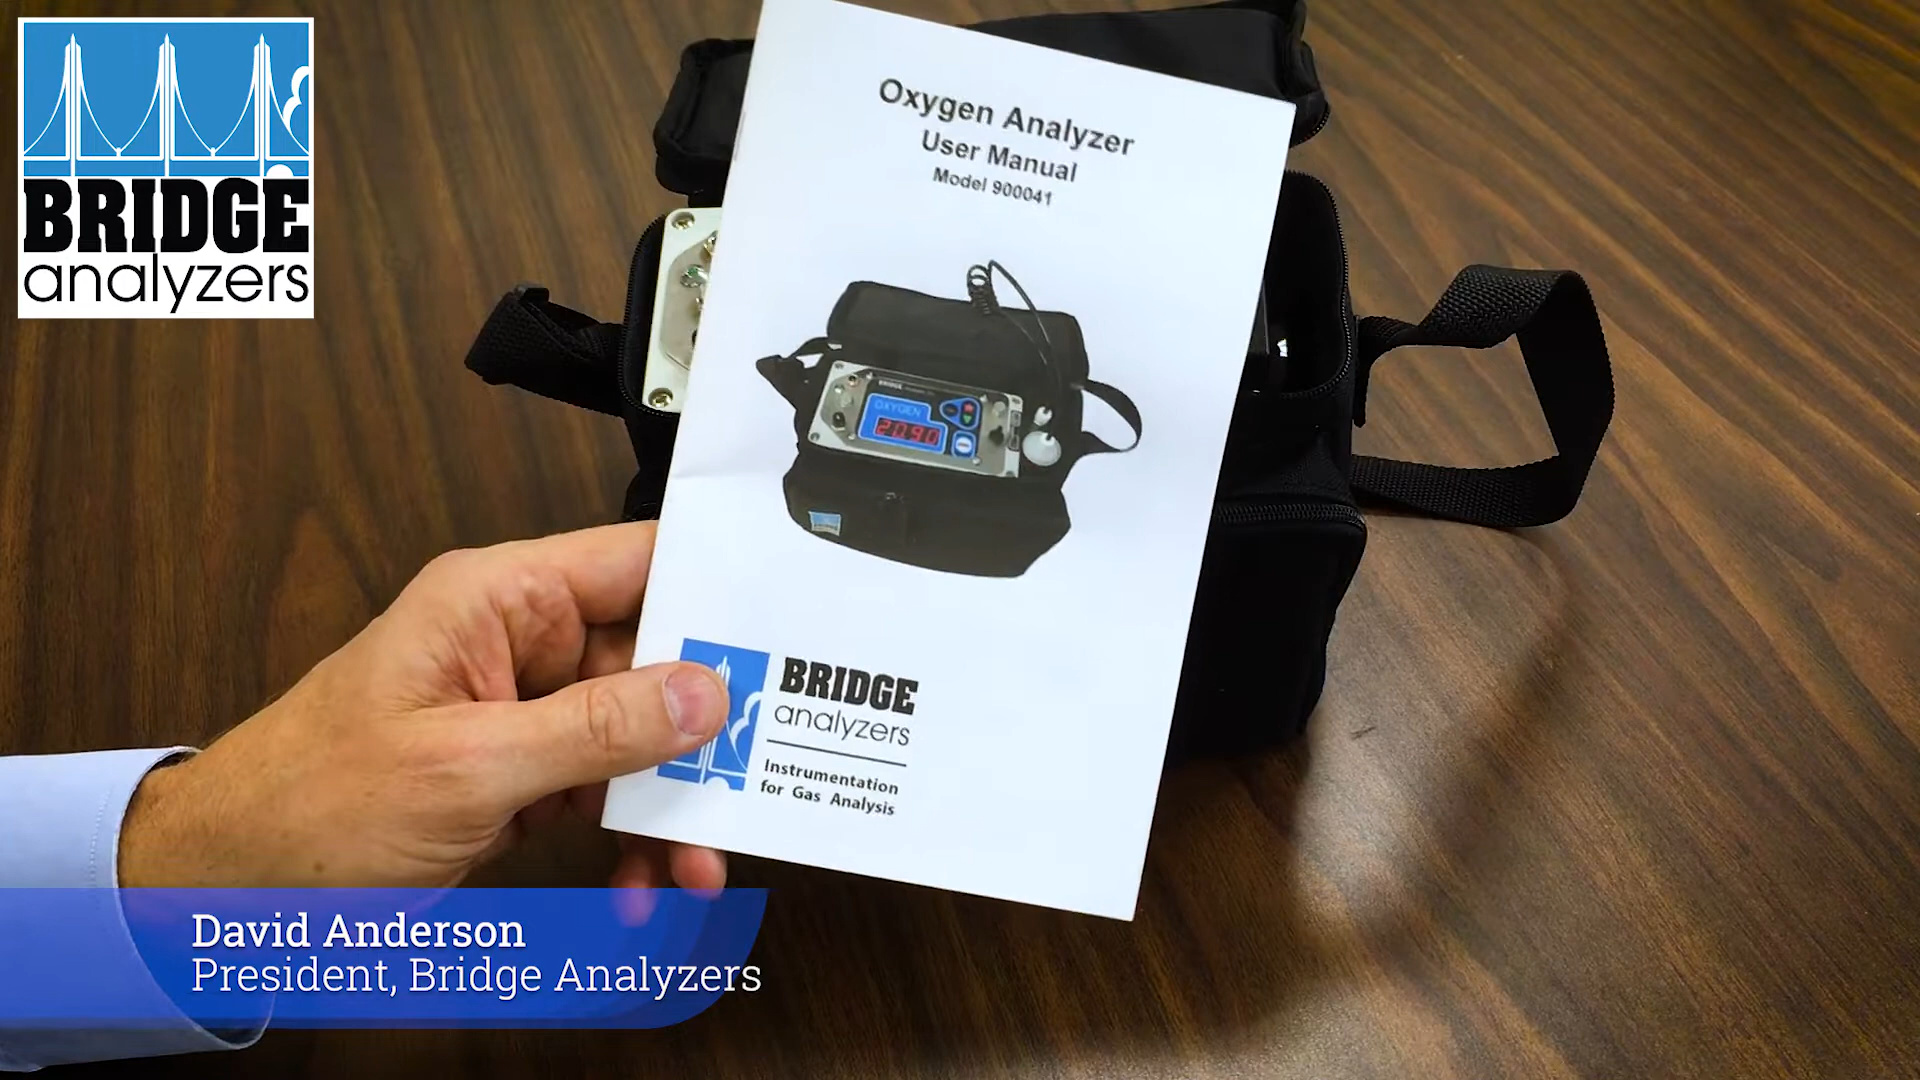 BRIDGE
analyzers
Oxygen Analyzer
User Manual
Model 900041
BRIDGE
OXYGEN
20.90
BRIDGE
analyzers
Instrumentation
for Gas Analysis
David Anderson
President, Bridge Analyzers